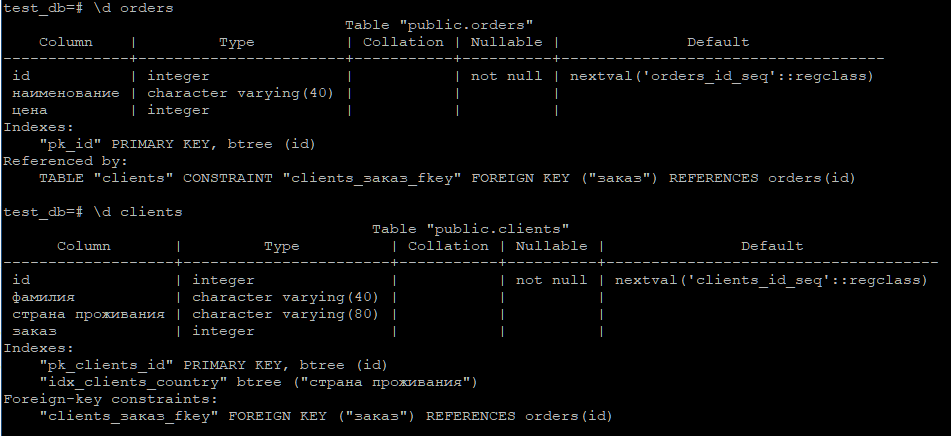 test_db=# \d orders
                                      Table "public.orders"
    Column    |         Type          | Collation | Nullable |              Default
--------------+-----------------------+-----------+----------+------------------------------------
 id           | integer               |           | not null | nextval('orders_id_seq'::regclass)
 наименование | character varying(40) |           |          |
 цена         | integer               |           |          |
Indexes:
    "pk_id" PRIMARY KEY, btree (id)
Referenced by:
    TABLE "clients" CONSTRAINT "clients_заказ_fkey" FOREIGN KEY ("заказ") REFERENCES orders(id)
test_db=# \d clients
                                         Table "public.clients"
      Column       |         Type          | Collation | Nullable |               Default
-------------------+-----------------------+-----------+----------+-------------------------------------
 id                | integer               |           | not null | nextval('clients_id_seq'::regclass)
 фамилия           | character varying(40) |           |          |
 страна проживания | character varying(80) |           |          |
 заказ             | integer               |           |          |
Indexes:
    "pk_clients_id" PRIMARY KEY, btree (id)
    "idx_clients_country" btree ("страна проживания")
Foreign-key constraints:
    "clients_заказ_fkey" FOREIGN KEY ("заказ") REFERENCES orders(id)